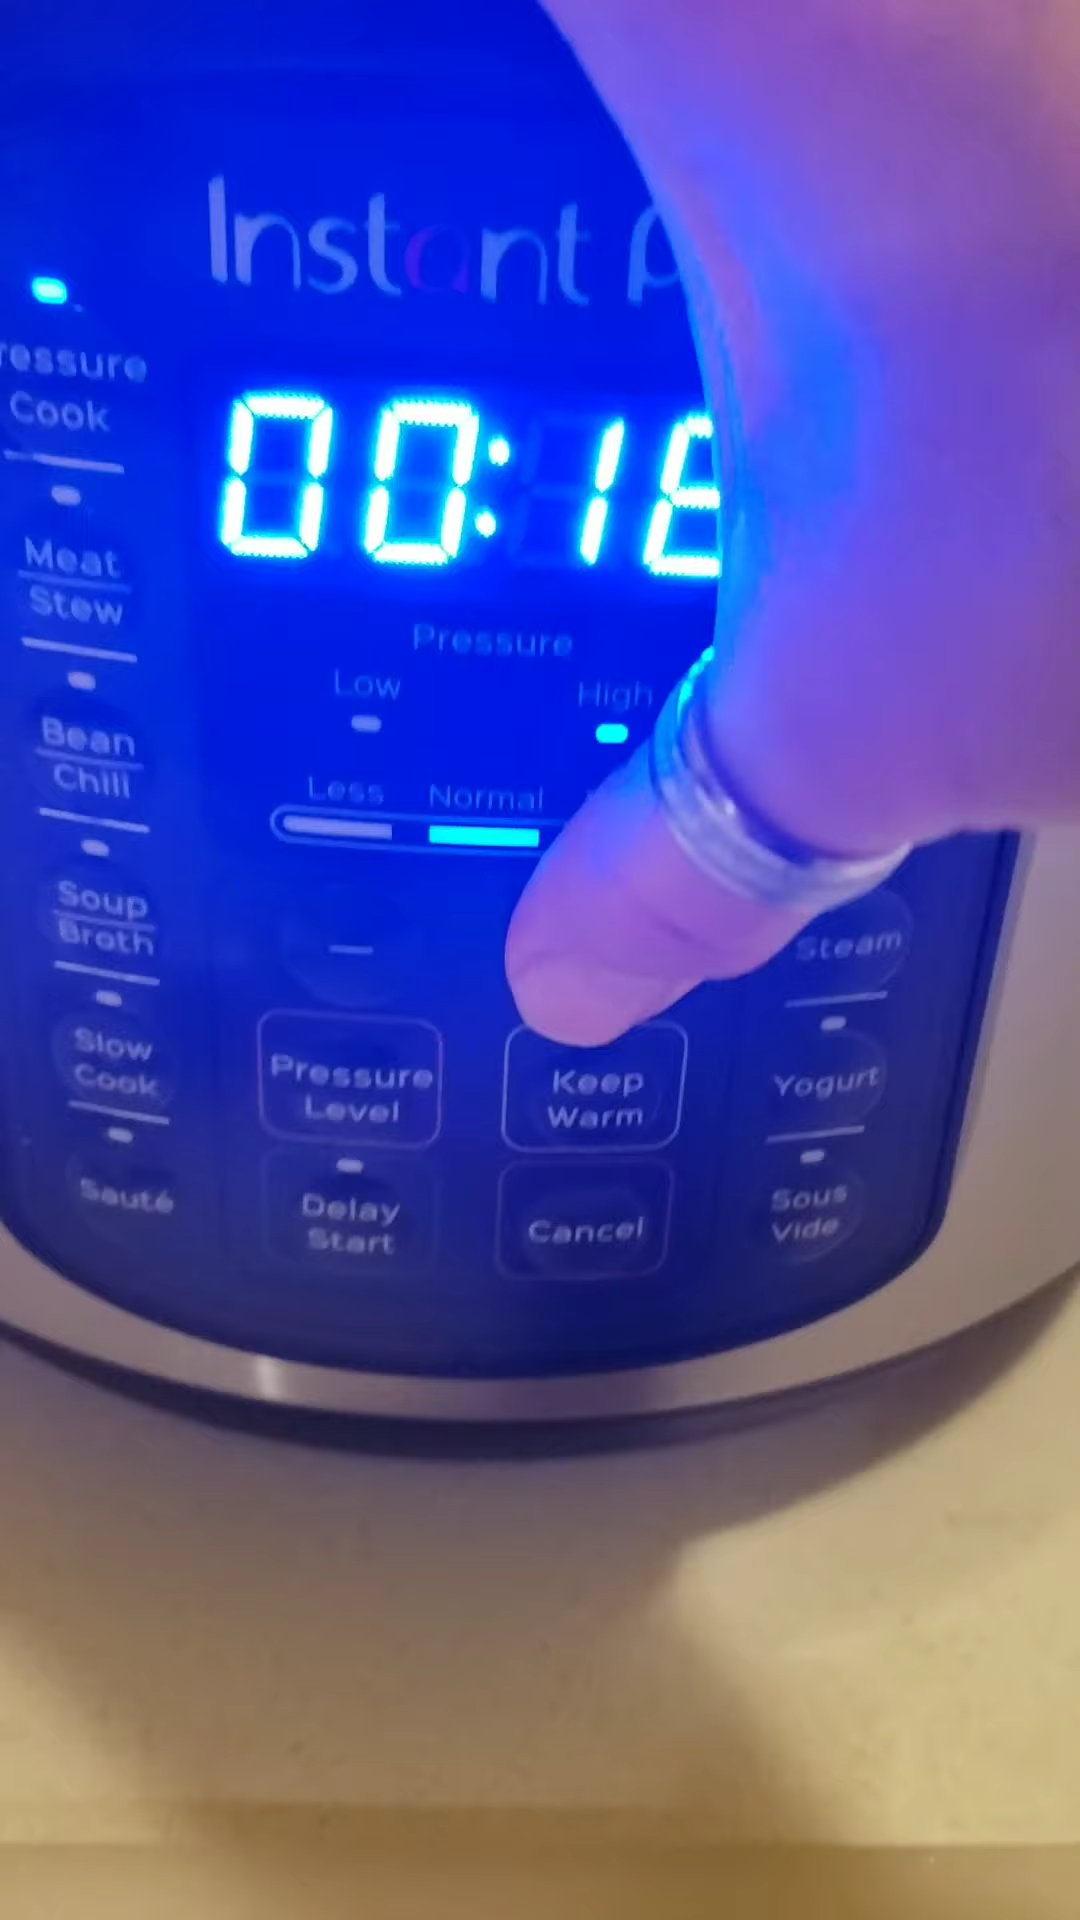 Instant P
ressure
Cook
00:1
Meat
Stew
Pressure
Low
High
Less
Normal
Bean
Chili
Soup
Broth
—
Steam
Slow
Cook
Pressure
Level
Keep
Warm
Yogurt
Sauté
Delay
Start
Cancel
Sous
Vide